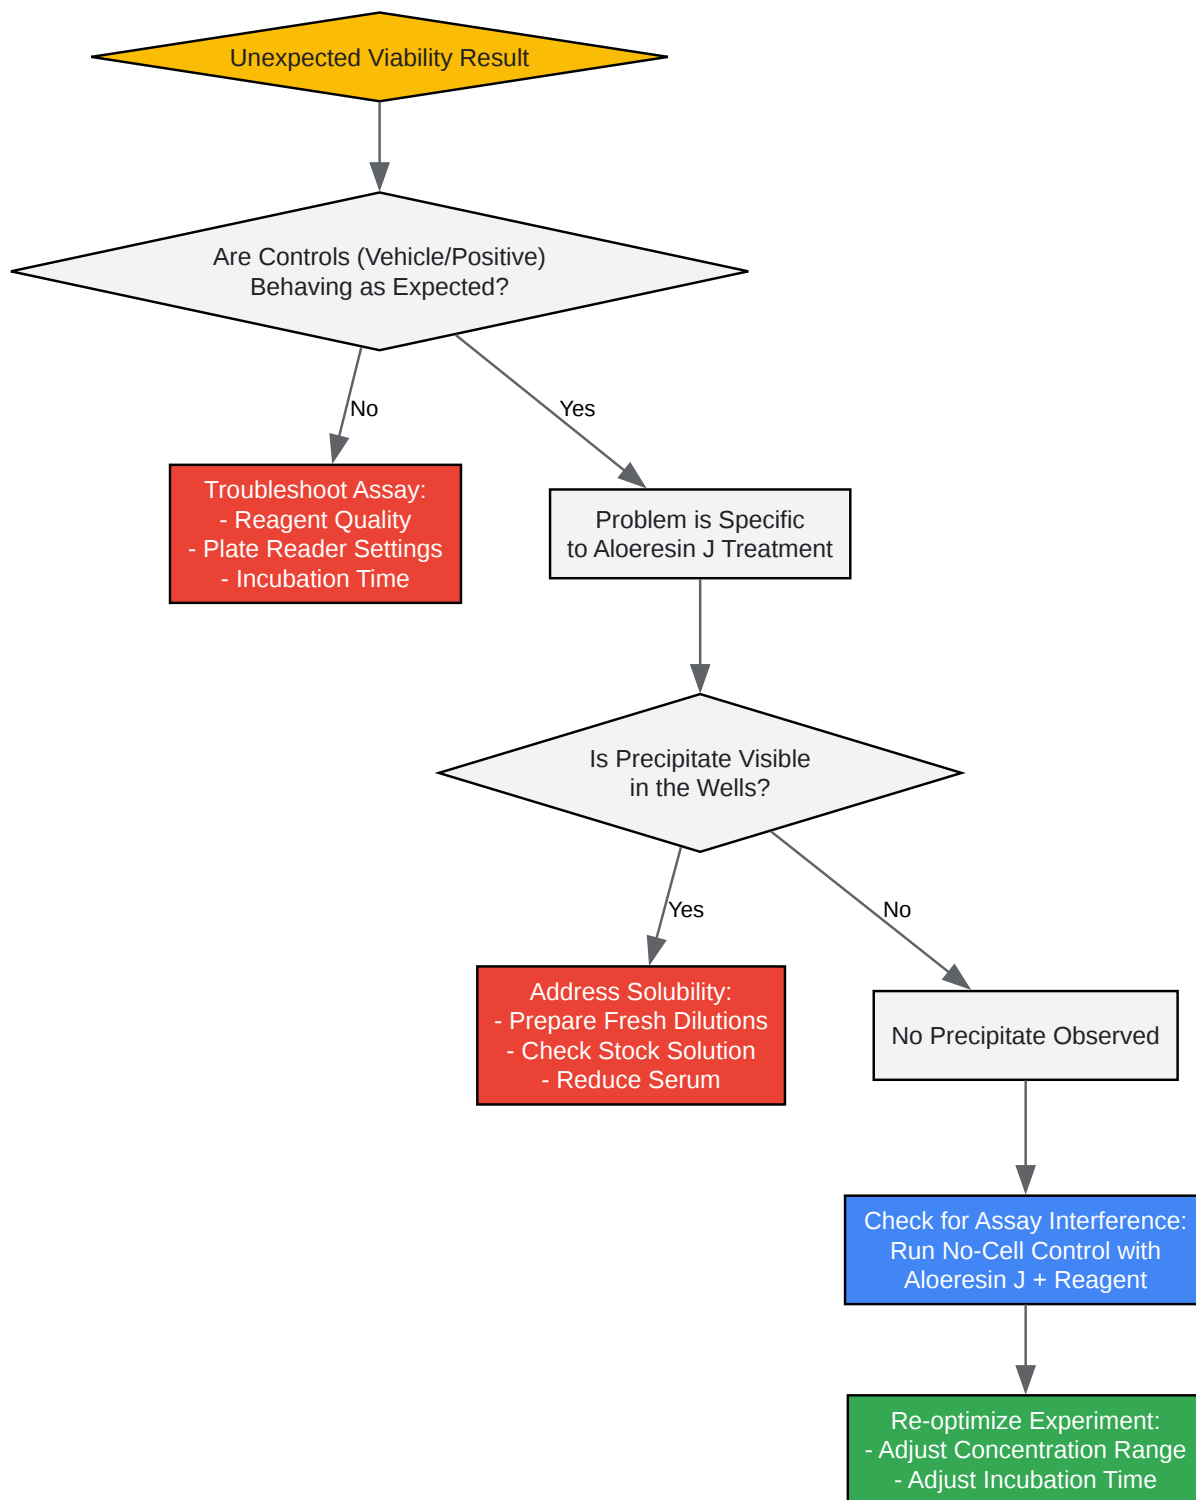 Unexpected Viability Result
Are Controls (Vehicle/Positive)
Behaving as Expected?
No
Yes
Troubleshoot Assay:
- Reagent Quality
- Plate Reader Settings
- Incubation Time
Problem is Specific
to Aloeresin J Treatment
Is Precipitate Visible
in the Wells?
Yes
No
Address Solubility:
- Prepare Fresh Dilutions
- Check Stock Solution
- Reduce Serum
No Precipitate Observed
Check for Assay Interference:
Run No-Cell Control with
Aloeresin J + Reagent
Re-optimize Experiment:
- Adjust Concentration Range
- Adjust Incubation Time